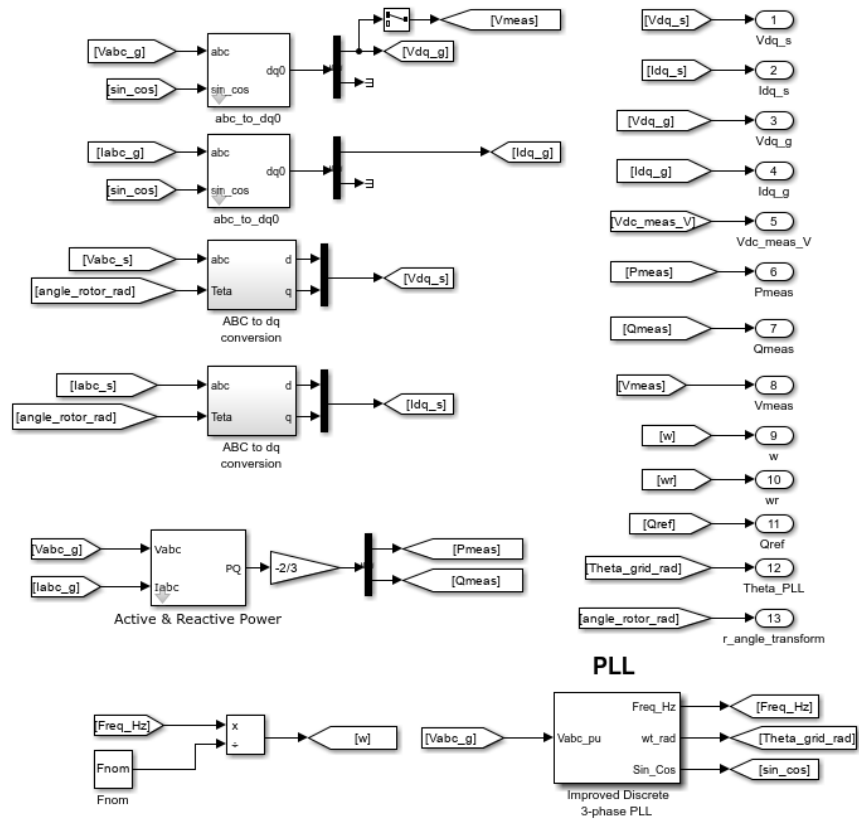 [Vmeas]
[Vabc_g]
abc
dq0
[Vdq_g]
[sin_cos]
sin_cos
abc_to_dq0
[Iabc_g]
abc
dq0
[Idq_g]
[sin_cos]
sin_cos
abc_to_dq0
[Vabc_s]
abc
d
[Vdq_s]
[angle_rotor_rad]
Teta
q
ABC to dq
conversion
[Iabc_s]
abc
d
[Idq_s]
[angle_rotor_rad]
Teta
q
ABC to dq
conversion
[Vabc_g]
Vabc
PQ
-2/3
[Pmeas]
[Iabc_g]
Iabc
[Qmeas]
Active & Reactive Power
[Vdq_s]
1
Vdq_s
[Idq_s]
2
Idq_s
[Vdq_g]
3
Vdq_g
[Idq_g]
4
Idq_g
[Vdc_meas_V]
5
Vdc_meas_V
[Pmeas]
6
Pmeas
[Qmeas]
7
Qmeas
[Vmeas]
8
Vmeas
[w]
9
w
[wr]
10
wr
[Qref]
11
Qref
[Theta_grid_rad]
12
Theta_PLL
[angle_rotor_rad]
13
r_angle_transform
[Freq_Hz]
x
÷
[w]
Fnom
Fnom
PLL
[Vabc_g]
Vabc_pu
Freq_Hz
[Freq_Hz]
wt_rad
[Theta_grid_rad]
Sin_Cos
[sin_cos]
Improved Discrete
3-phase PLL